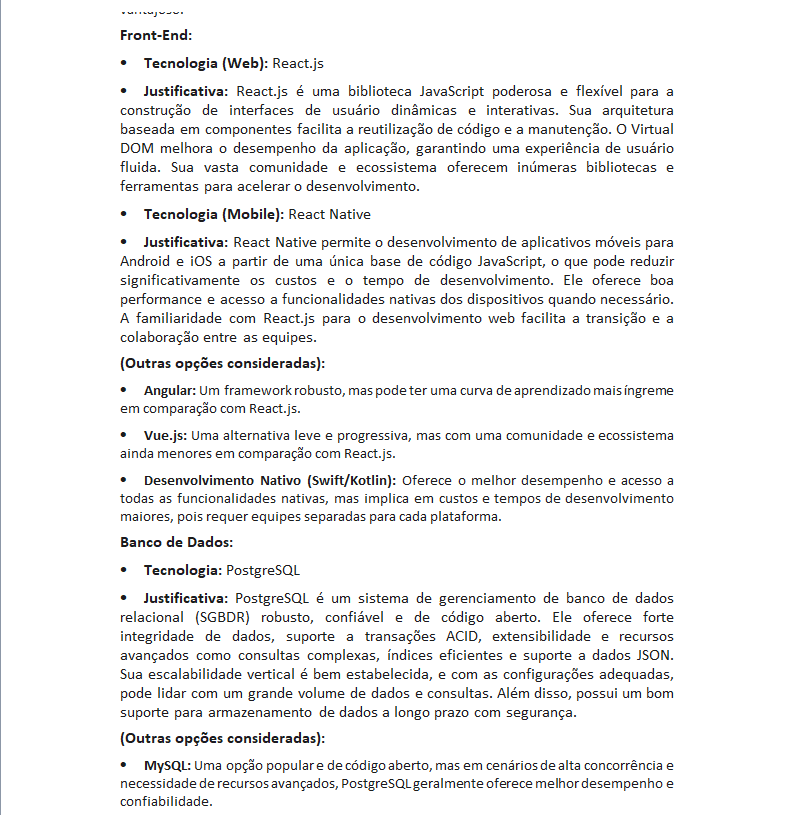 vantajoso.
Front-End:
• Tecnologia (Web): React.js
• Justificativa: React.js é uma biblioteca JavaScript poderosa e flexível para a
construção de interfaces de usuário dinâmicas e interativas. Sua arquitetura
baseada em componentes facilita a reutilização de código e a manutenção. O Virtual
DOM melhora o desempenho da aplicação, garantindo uma experiência de usuário
fluida. Sua vasta comunidade e ecossistema oferecem inúmeras bibliotecas e
ferramentas para acelerar o desenvolvimento.
• Tecnologia (Mobile): React Native
• Justificativa: React Native permite o desenvolvimento de aplicativos móveis para
Android e iOS a partir de uma única base de código JavaScript, o que pode reduzir
significativamente os custos e o tempo de desenvolvimento. Ele oferece boa
performance e acesso a funcionalidades nativas dos dispositivos quando necessário.
A familiaridade com React.js para o desenvolvimento web facilita a transição e a
colaboração entre as equipes.
(Outras opções consideradas):
• Angular: Um framework robusto, mas pode ter uma curva de aprendizado mais íngreme
em comparação com React.js.
• Vue.js: Uma alternativa leve e progressiva, mas com uma comunidade e ecossistema
ainda menores em comparação com React.js.
• Desenvolvimento Nativo (Swift/Kotlin): Oferece o melhor desempenho e acesso a
todas as funcionalidades nativas, mas implica em custos e tempos de desenvolvimento
maiores, pois requer equipes separadas para cada plataforma.
Banco de Dados:
• Tecnologia: PostgreSQL
• Justificativa: PostgreSQL é um sistema de gerenciamento de banco de dados
relacional (SGBDR) robusto, confiável e de código aberto. Ele oferece forte
integridade de dados, suporte a transações ACID, extensibilidade e recursos
avançados como consultas complexas, índices eficientes e suporte a dados JSON.
Sua escalabilidade vertical é bem estabelecida, e com as configurações adequadas,
pode lidar com um grande volume de dados e consultas. Além disso, possui um bom
suporte para armazenamento de dados a longo prazo com segurança.
(Outras opções consideradas):
• MySQL: Uma opção popular e de código aberto, mas em cenários de alta concorrência e
necessidade de recursos avançados, PostgreSQL geralmente oferece melhor desempenho e
confiabilidade.